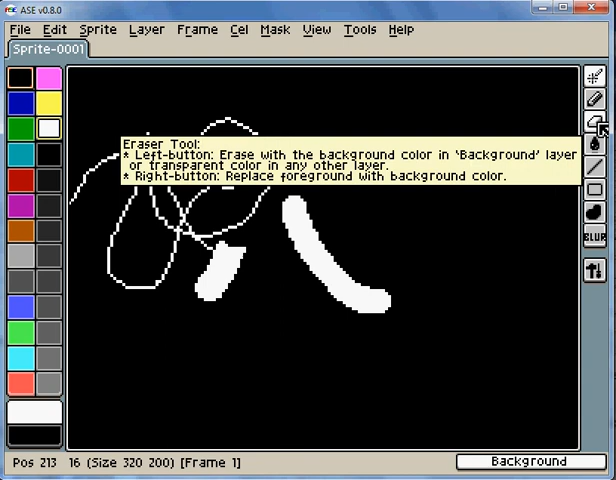 ASE v0.8.0
File Edit Sprite Layer Frame Cel Mask View Tools Help
Sprite-0001
Eraser Tool:
* Left-button: Erase with the background color in 'Background' layer
or transparent color in any other layer.
* Right-button: Replace foreground with background color.
BLUR
Pos 213 16 (Size 320 200) [Frame 1]
Background